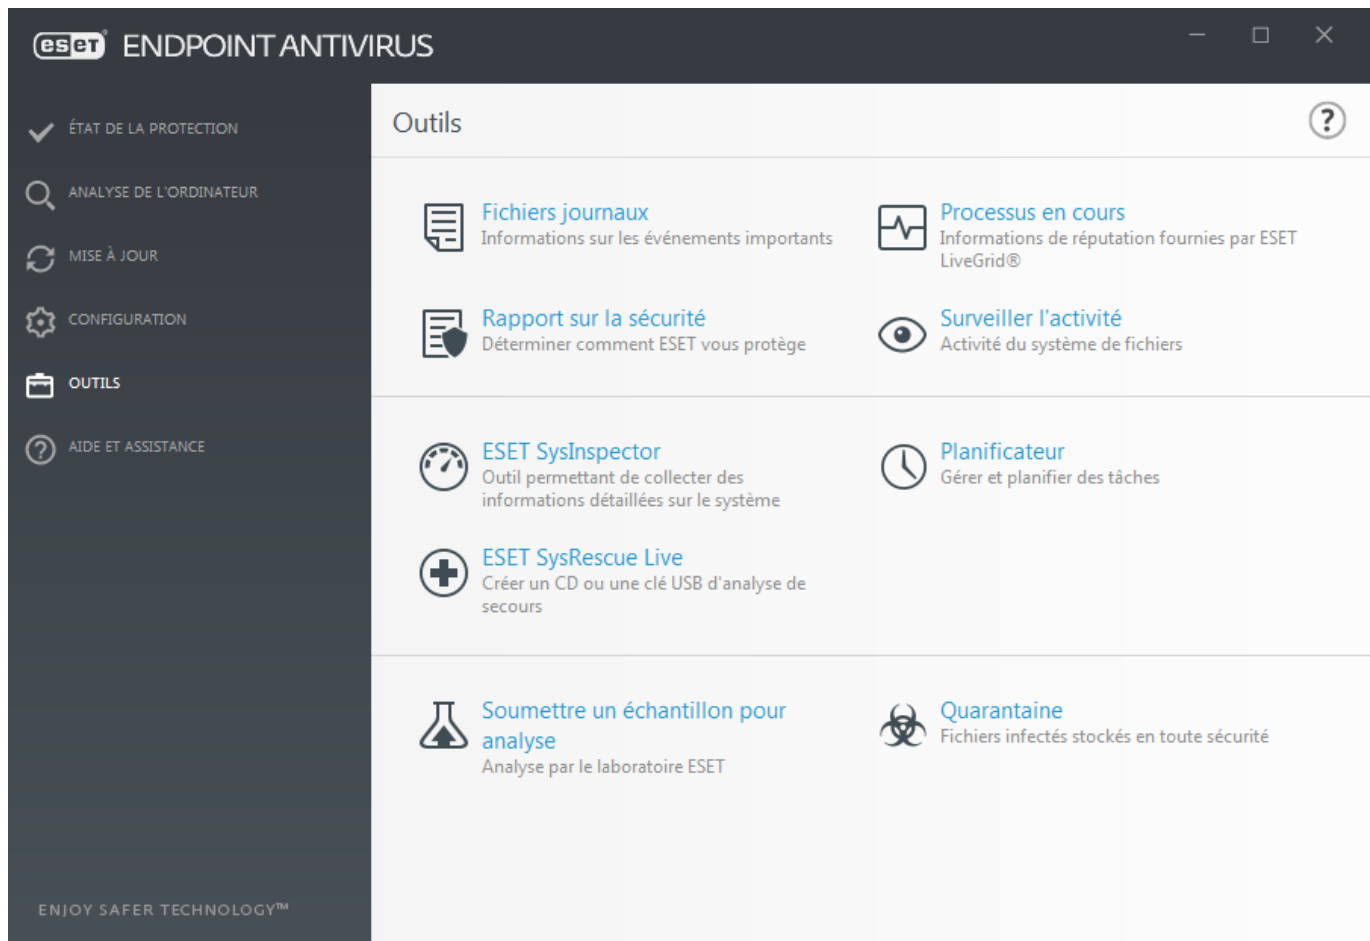 eset ENDPOINT ANTIVIRUS
ÉTAT DE LA PROTECTION
ANALYSE DE L'ORDINATEUR
MISE À JOUR
CONFIGURATION
OUTILS
AIDE ET ASSISTANCE
ENJOY SAFER TECHNOLOGY™
Outils
?
Fichiers journaux
Informations sur les événements importants
Processus en cours
Informations de réputation fournies par ESET
LiveGrid®
Rapport sur la sécurité
Déterminer comment ESET vous protège
Surveiller l'activité
Activité du système de fichiers
ESET SysInspector
Outil permettant de collecter des
informations détaillées sur le système
Planificateur
Gérer et planifier des tâches
ESET SysRescue Live
Créer un CD ou une clé USB d'analyse de
secours
Soumettre un échantillon pour
analyse
Analyse par le laboratoire ESET
Quarantaine
Fichiers infectés stockés en toute sécurité